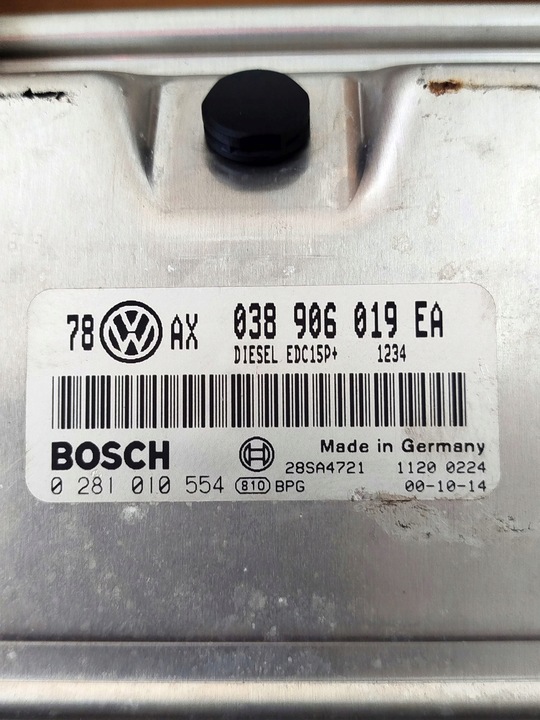 78 VW AX 038 906 019 EA
DIESEL EDC15P+ 1234
BOSCH Made in Germany
28SA4721 1120 0224
0 281 010 554 810 BPG 00-10-14